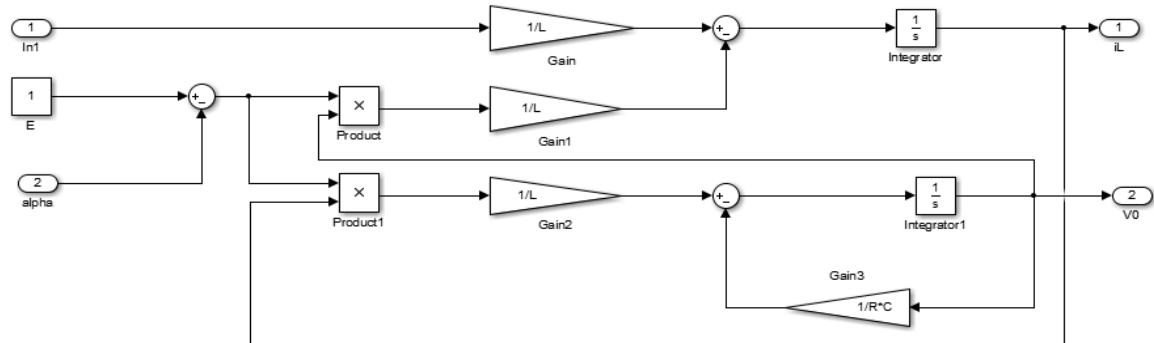 1
In1
1/L
Gain
+
-
1
s
Integrator
1
iL
1
E
+
-
×
Product
1/L
Gain1
2
alpha
×
Product1
1/L
Gain2
+
-
1
s
Integrator1
2
V0
Gain3
1/R*C